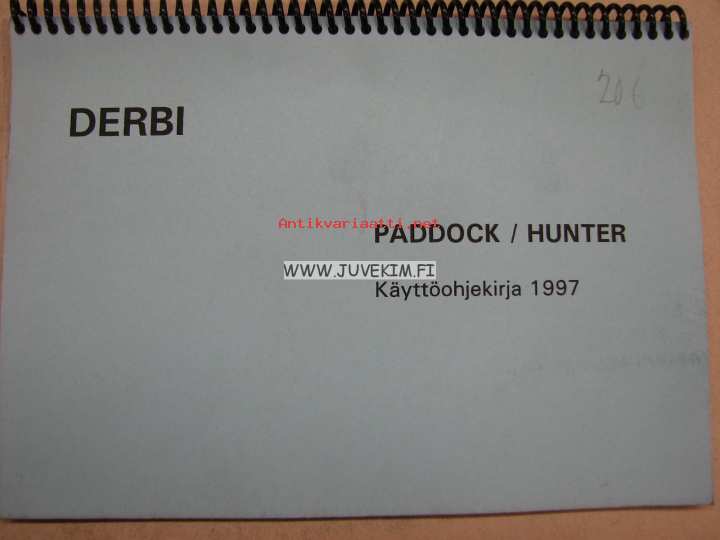 206
DERBI
Antikvariaatti.net
PADDOCK / HUNTER
WWW.JUVEKIM.FI
Käyttöohjekirja 1997